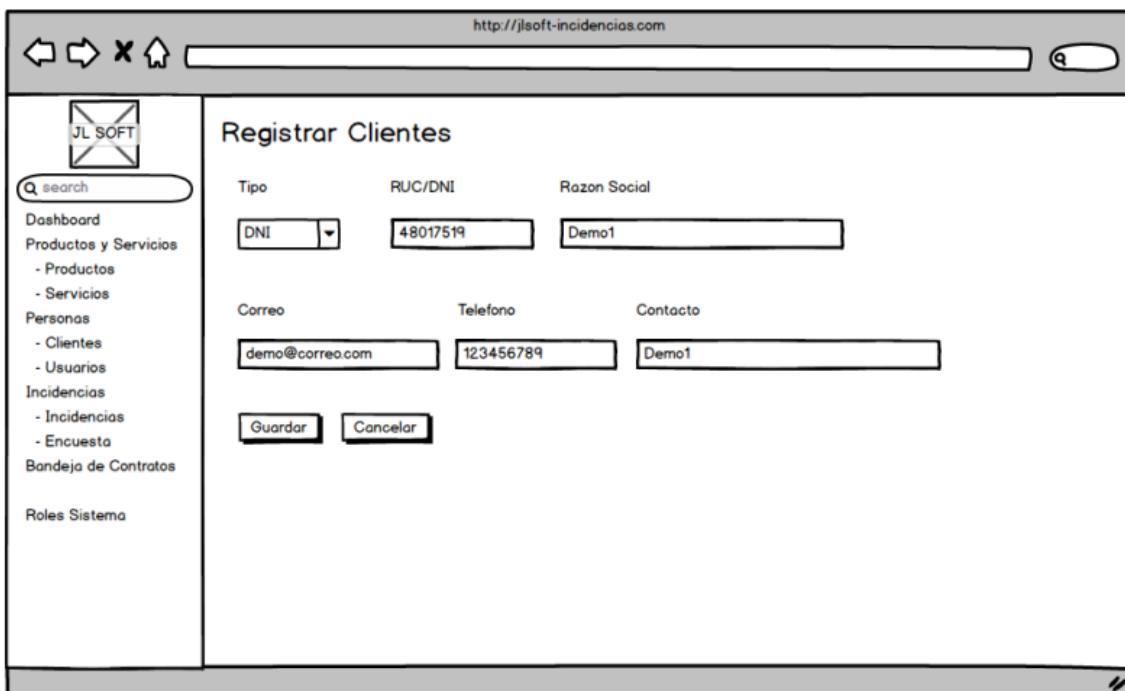 http://jlsoft-incidencias.com
JL SOFT
search
Dashboard
Productos y Servicios
- Productos
- Servicios
Personas
- Clientes
- Usuarios
Incidencias
- Incidencias
- Encuesta
Bandeja de Contratos
Roles Sistema
Registrar Clientes
Tipo RUC/DNI Razon Social
DNI 48017519 Demo1
Correo Telefono Contacto
demo@correo.com 123456789 Demo1
Guardar Cancelar